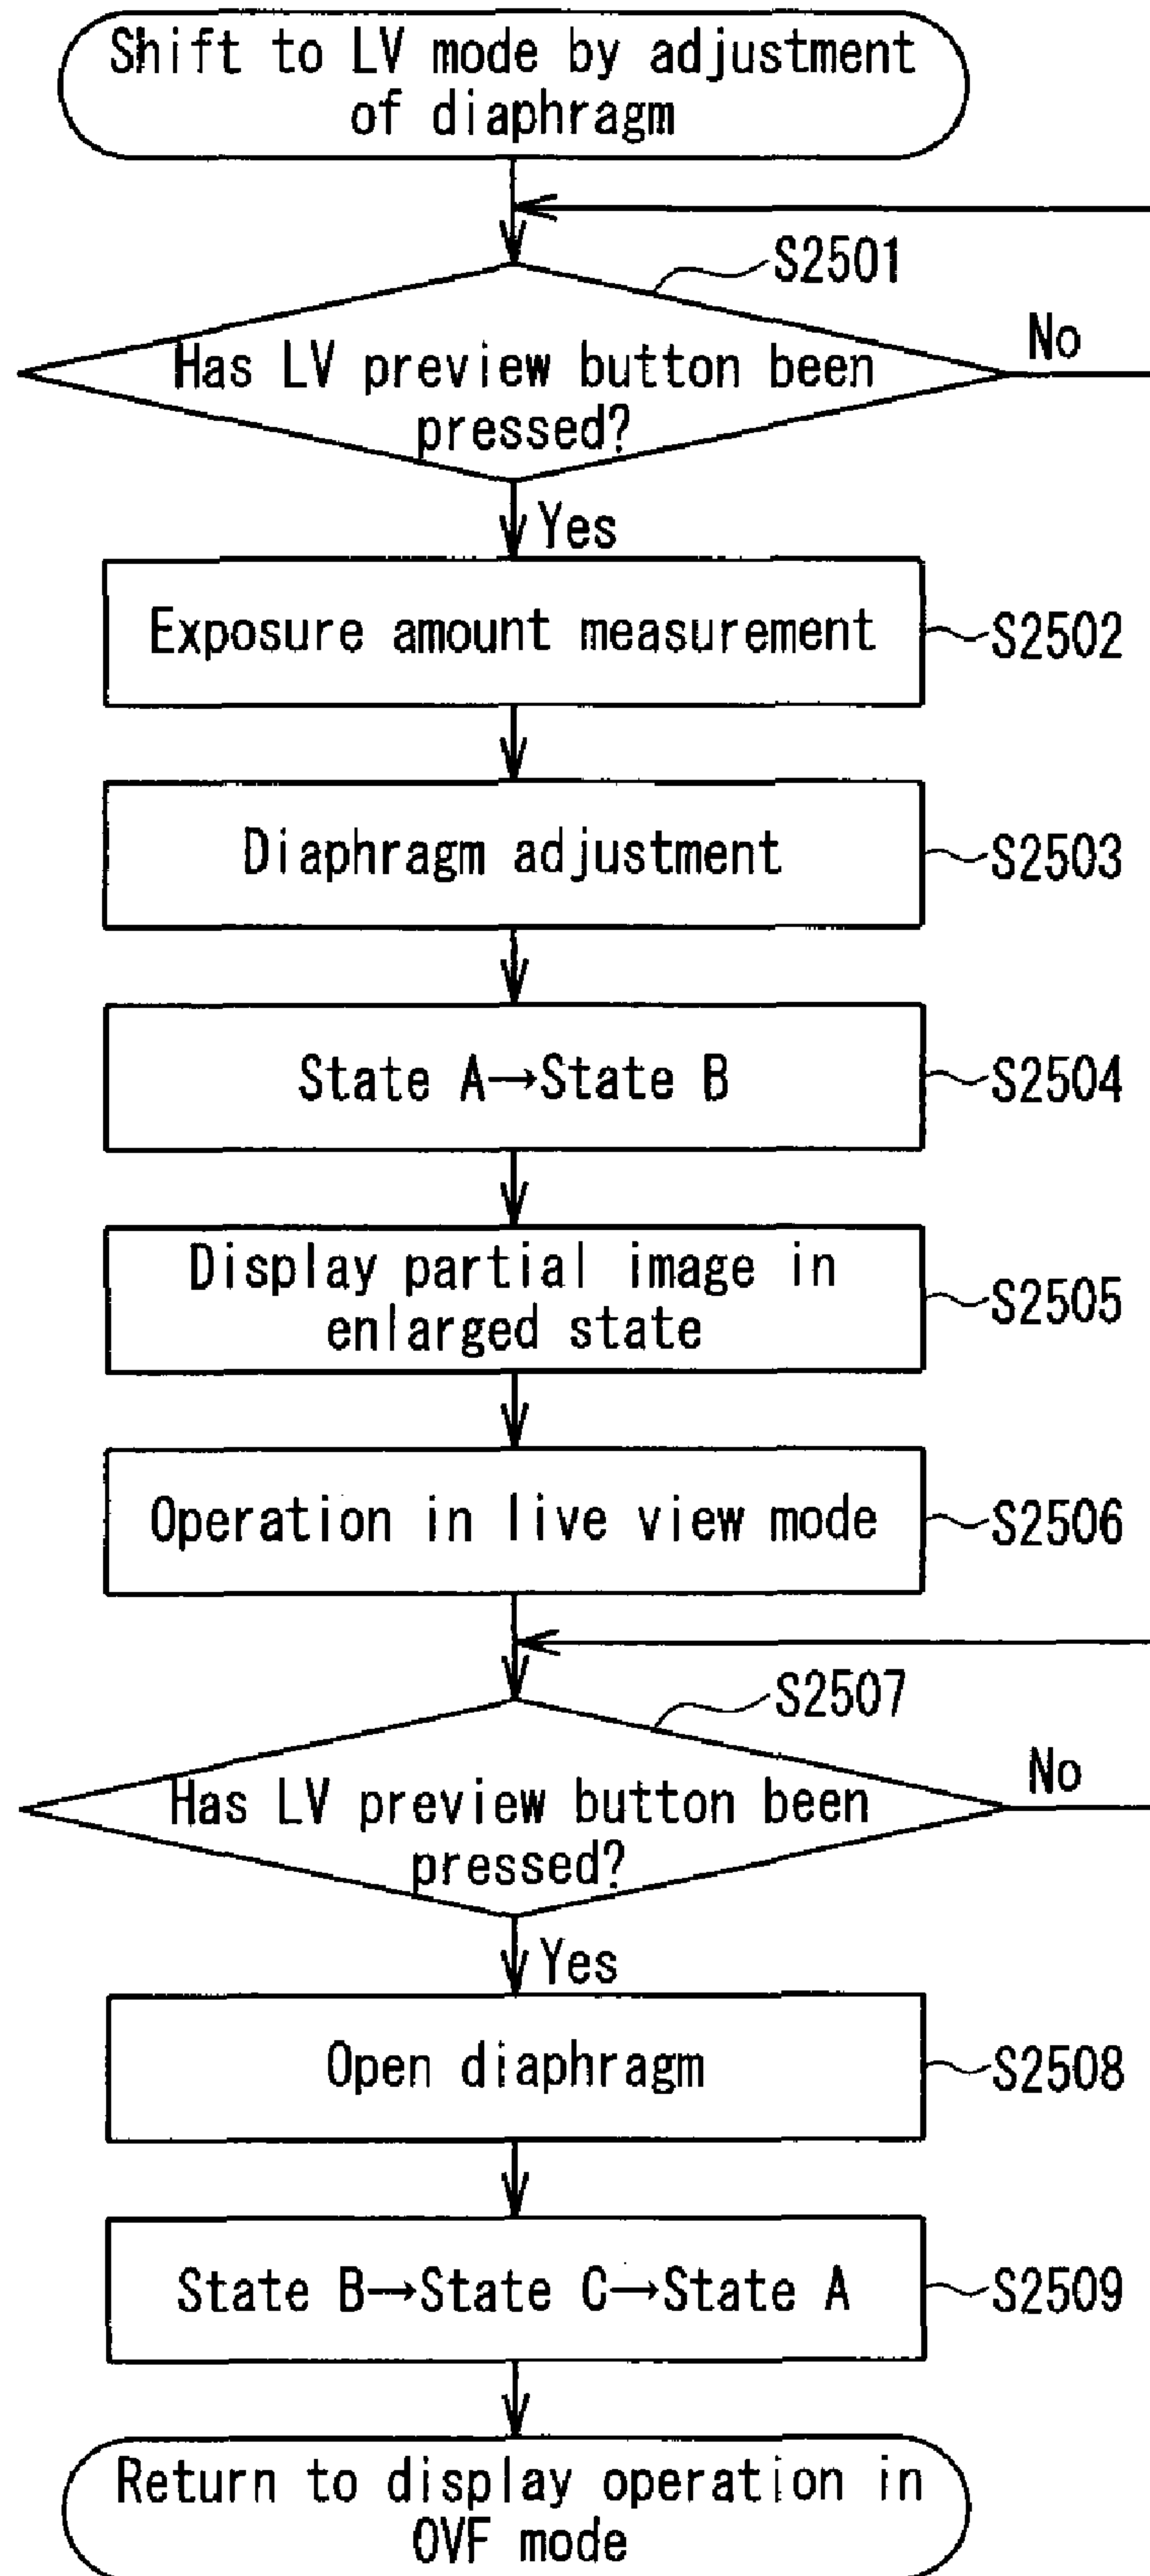 Shift to LV mode by adjustment
of diaphragm
S2501
No
Has LV preview button been
pressed?
Yes
Exposure amount measurement
S2502
Diaphragm adjustment
S2503
State A→State B
S2504
Display partial image in
enlarged state
S2505
Operation in live view mode
S2506
S2507
No
Has LV preview button been
pressed?
Yes
Open diaphragm
S2508
State B→State C→State A
S2509
Return to display operation in
OVF mode